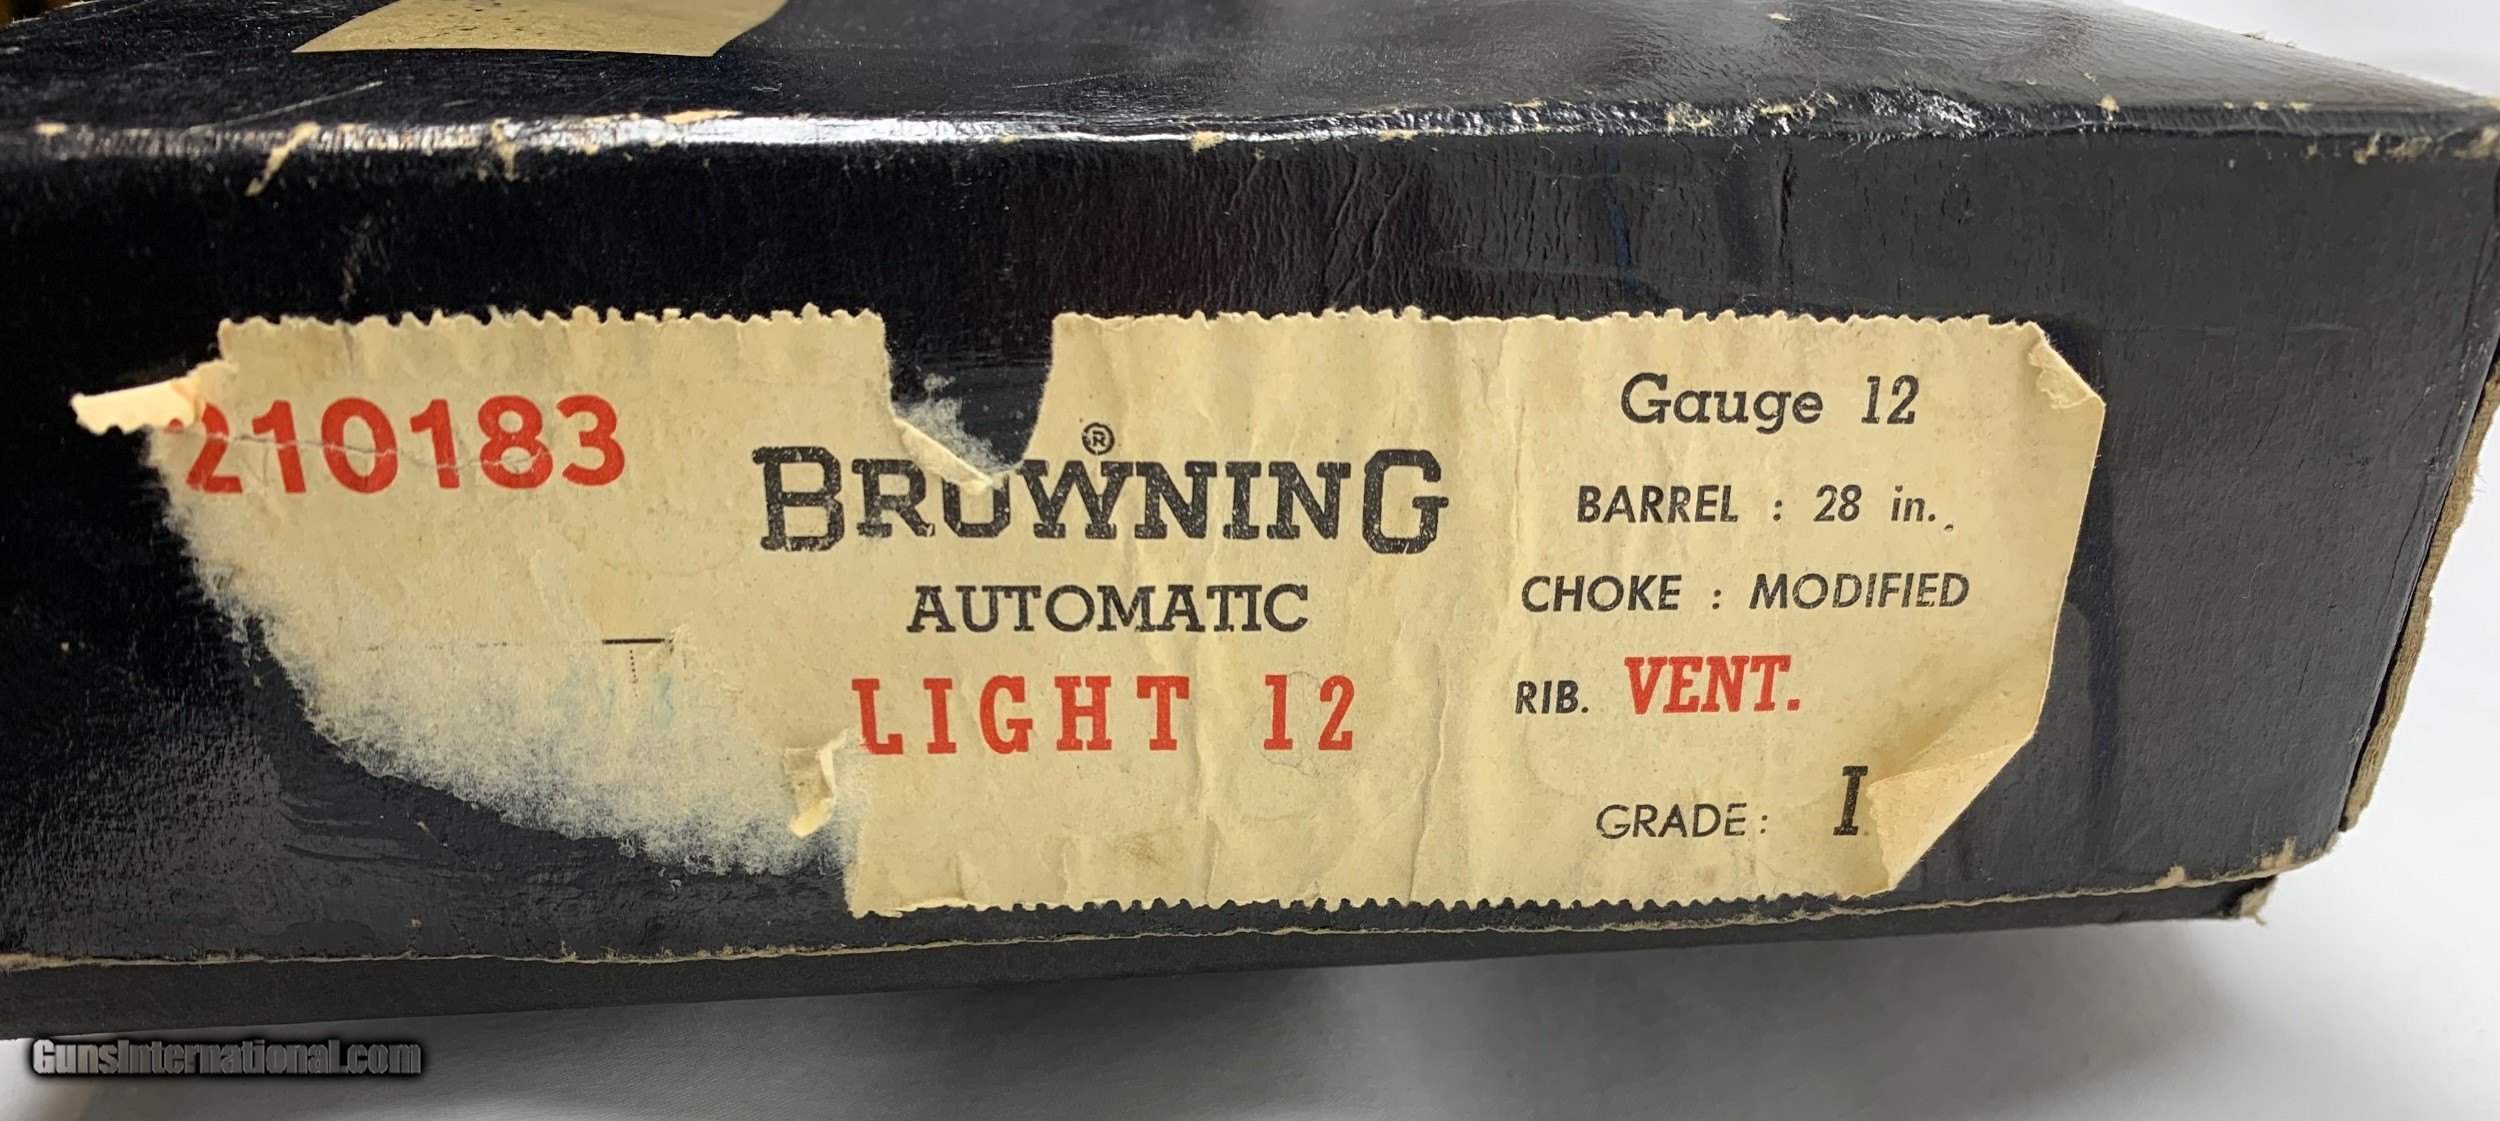 210183
BROWNING®
AUTOMATIC
LIGHT 12
Gauge 12
BARREL : 28 in.
CHOKE : MODIFIED
RIB. VENT.
GRADE: I
GunsInternational.com